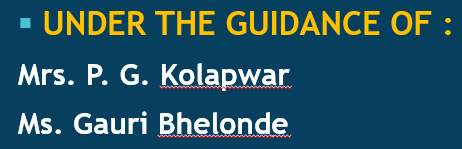 UNDER THE GUIDANCE OF :
Mrs. P. G. Kolapwar
Ms. Gauri Bhelonde